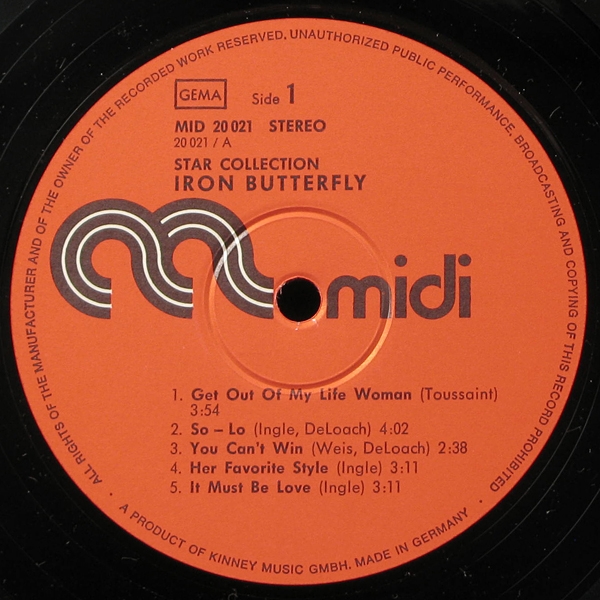 ALL RIGHTS OF THE MANUFACTURER AND OF THE OWNER OF THE RECORDED WORK RESERVED, UNAUTHORIZED PUBLIC PERFORMANCE, BROADCASTING AND COPYING OF THIS RECORD PROHIBITED
GEMA Side 1
MID 20 021 STEREO
20 021 / A
STAR COLLECTION
IRON BUTTERFLY
midi
1. Get Out Of My Life Woman (Toussaint)
3:54
2. So – Lo (Ingle, DeLoach) 4:02
3. You Can't Win (Weis, DeLoach) 2:38
4. Her Favorite Style (Ingle) 3:11
5. It Must Be Love (Ingle) 3:11
· A PRODUCT OF KINNEY MUSIC GMBH. MADE IN GERMANY ·